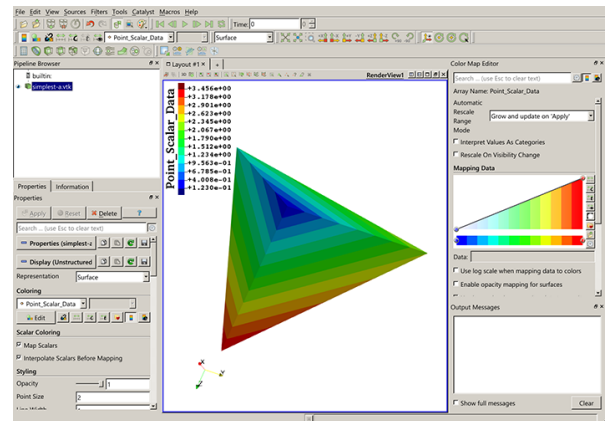 File Edit View Sources Filters Tools Catalyst Macros Help
Time: 0
Point_Scalar_Data
Surface
Pipeline Browser
builtin:
simplest-a.vtk
Properties Information
Properties
Apply Reset Delete ?
Search ... (use Esc to clear text)
Properties (simplest-a
Display (Unstructured
Representation Surface
Coloring
Point_Scalar_Data
Edit
Scalar Coloring
Map Scalars
Interpolate Scalars Before Mapping
Styling
Opacity 1
Point Size 2
Line Width
Layout #1
RenderView1
Point_Scalar_Data
+3.456e+00
+3.178e+00
+2.901e+00
+2.623e+00
+2.345e+00
+2.067e+00
+1.790e+00
+1.512e+00
+1.234e+00
+9.563e-01
+6.785e-01
+4.008e-01
+1.230e-01
X
Y
Z
Color Map Editor
Search ... (use Esc to clear text)
Array Name: Point_Scalar_Data
Automatic
Rescale
Range
Mode
Grow and update on 'Apply'
Interpret Values As Categories
Rescale On Visibility Change
Mapping Data
Data:
Use log scale when mapping data to colors
Enable opacity mapping for surfaces
Output Messages
Show full messages
Clear